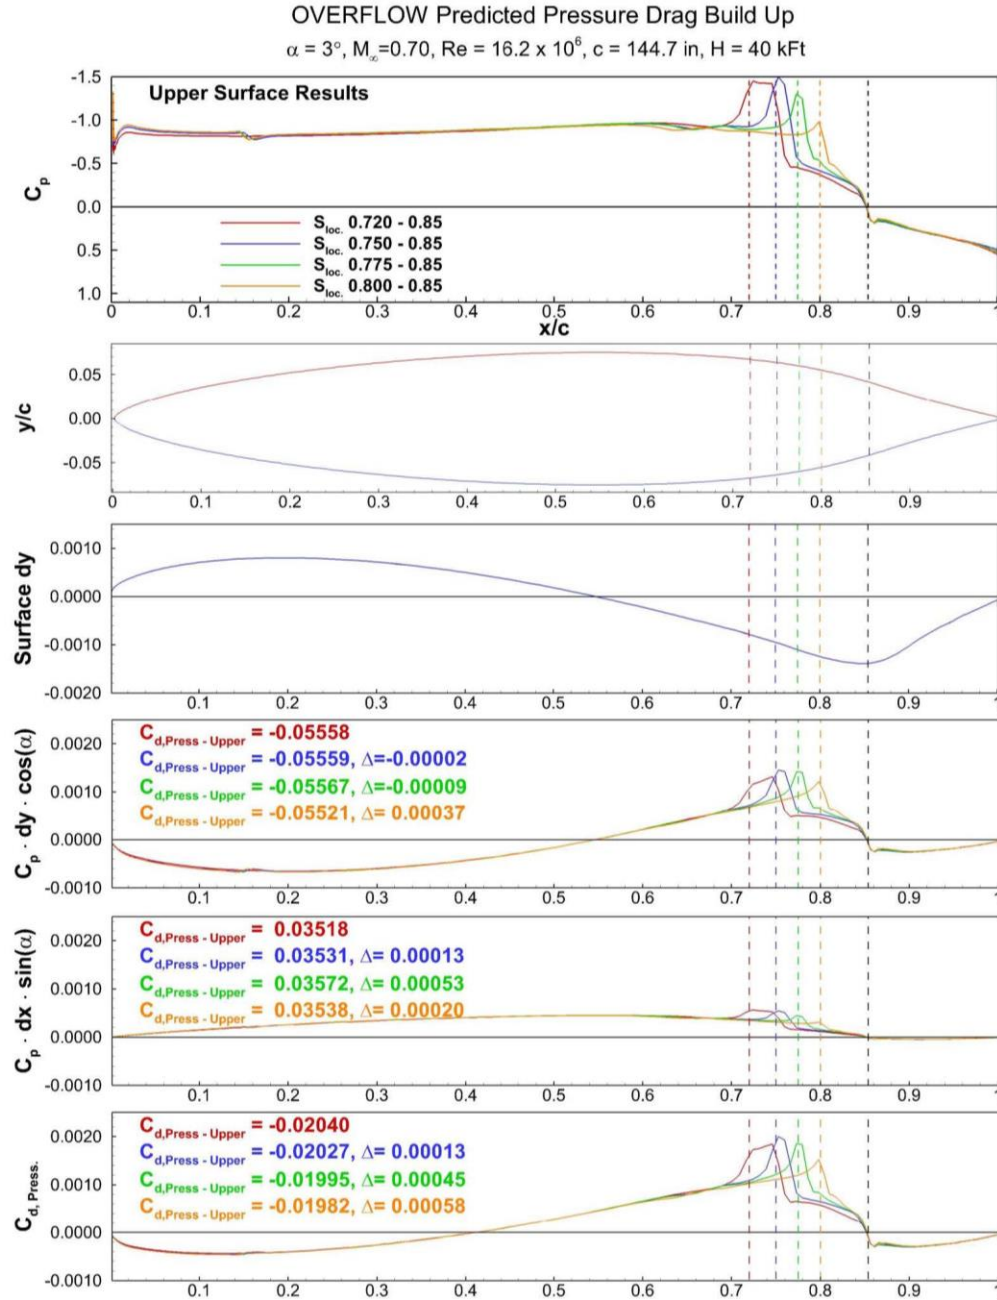 OVERFLOW Predicted Pressure Drag Build Up
α = 3°, M∞=0.70, Re = 16.2 x 10⁶, c = 144.7 in, H = 40 kFt
Upper Surface Results
Cp
-1.5
-1.0
-0.5
0.0
0.5
1.0
S loc. 0.720 - 0.85
S loc. 0.750 - 0.85
S loc. 0.775 - 0.85
S loc. 0.800 - 0.85
0 0.1 0.2 0.3 0.4 0.5 0.6 0.7 0.8 0.9 1
x/c
y/c
0.05
0.00
-0.05
0 0.1 0.2 0.3 0.4 0.5 0.6 0.7 0.8 0.9 1
Surface dy
0.0010
0.0000
-0.0010
-0.0020
0.1 0.2 0.3 0.4 0.5 0.6 0.7 0.8 0.9 1
Cp · dy · cos(α)
0.0020
0.0010
0.0000
-0.0010
Cd,Press - Upper = -0.05558
Cd,Press - Upper = -0.05559, Δ=-0.00002
Cd,Press - Upper = -0.05567, Δ=-0.00009
Cd,Press - Upper = -0.05521, Δ= 0.00037
0.1 0.2 0.3 0.4 0.5 0.6 0.7 0.8 0.9 1
Cp · dx · sin(α)
0.0020
0.0010
0.0000
-0.0010
Cd,Press - Upper = 0.03518
Cd,Press - Upper = 0.03531, Δ= 0.00013
Cd,Press - Upper = 0.03572, Δ= 0.00053
Cd,Press - Upper = 0.03538, Δ= 0.00020
0.1 0.2 0.3 0.4 0.5 0.6 0.7 0.8 0.9 1
Cd, Press.
0.0020
0.0010
0.0000
-0.0010
Cd,Press - Upper = -0.02040
Cd,Press - Upper = -0.02027, Δ= 0.00013
Cd,Press - Upper = -0.01995, Δ= 0.00045
Cd,Press - Upper = -0.01982, Δ= 0.00058
0.1 0.2 0.3 0.4 0.5 0.6 0.7 0.8 0.9 1